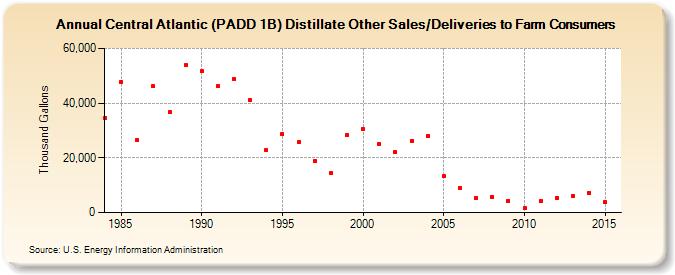 Annual Central Atlantic (PADD 1B) Distillate Other Sales/Deliveries to Farm Consumers
Thousand Gallons
60,000
40,000
20,000
0
1985 1990 1995 2000 2005 2010 2015
Source: U.S. Energy Information Administration